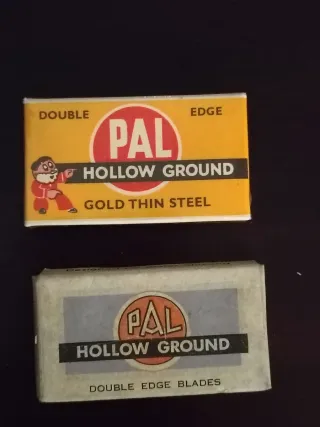 DOUBLE EDGE
PAL
HOLLOW GROUND
GOLD THIN STEEL
PAL
HOLLOW GROUND
DOUBLE EDGE BLADES